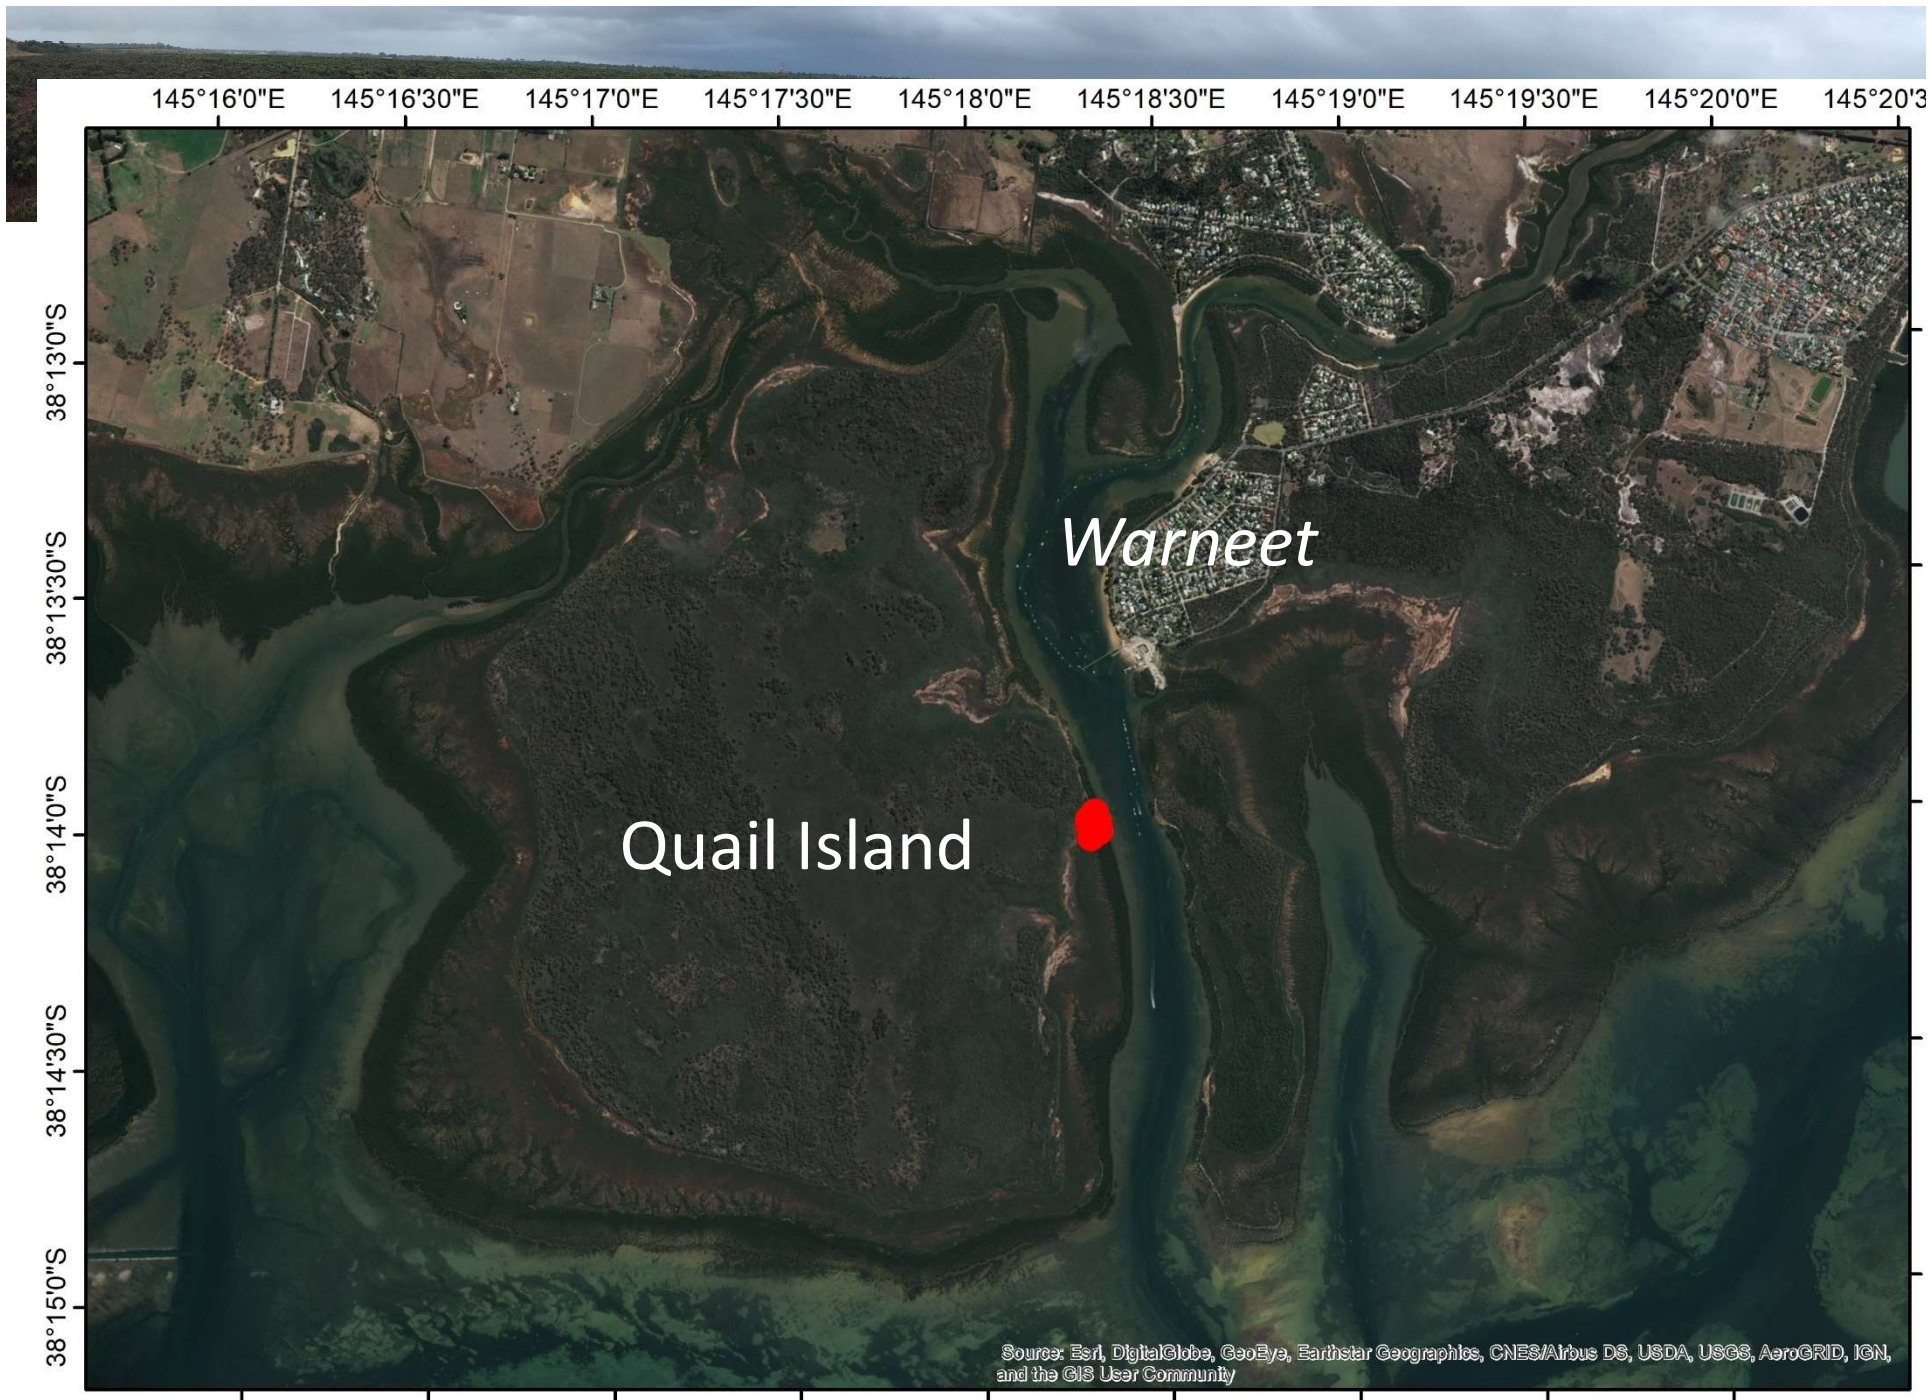 145°16'0"E 145°16'30"E 145°17'0"E 145°17'30"E 145°18'0"E 145°18'30"E 145°19'0"E 145°19'30"E 145°20'0"E 145°20'3
38°13'0"S
Warneet
38°13'30"S
Quail Island
38°14'0"S
38°14'30"S
38°15'0"S
Source: Esri, DigitalGlobe, GeoEye, Earthstar Geographics, CNES/Airbus DS, USDA, USGS, AeroGRID, IGN,
and the GIS User Community